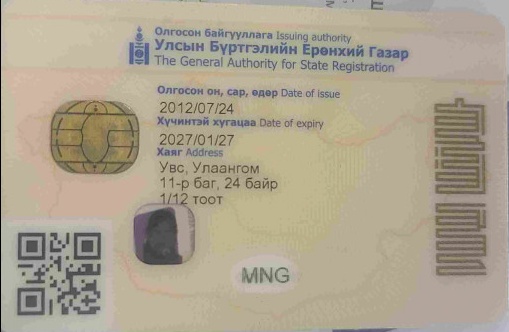 Олгосон байгууллага Issuing authority
Улсын Бүртгэлийн Ерөнхий Газар
The General Authority for State Registration
Олгосон он, сар, өдөр Date of issue
2012/07/24
Хүчинтэй хугацаа Date of expiry
2027/01/27
Хаяг Address
Увс, Улаангом
11-р баг, 24 байр
1/12 тоот
MNG